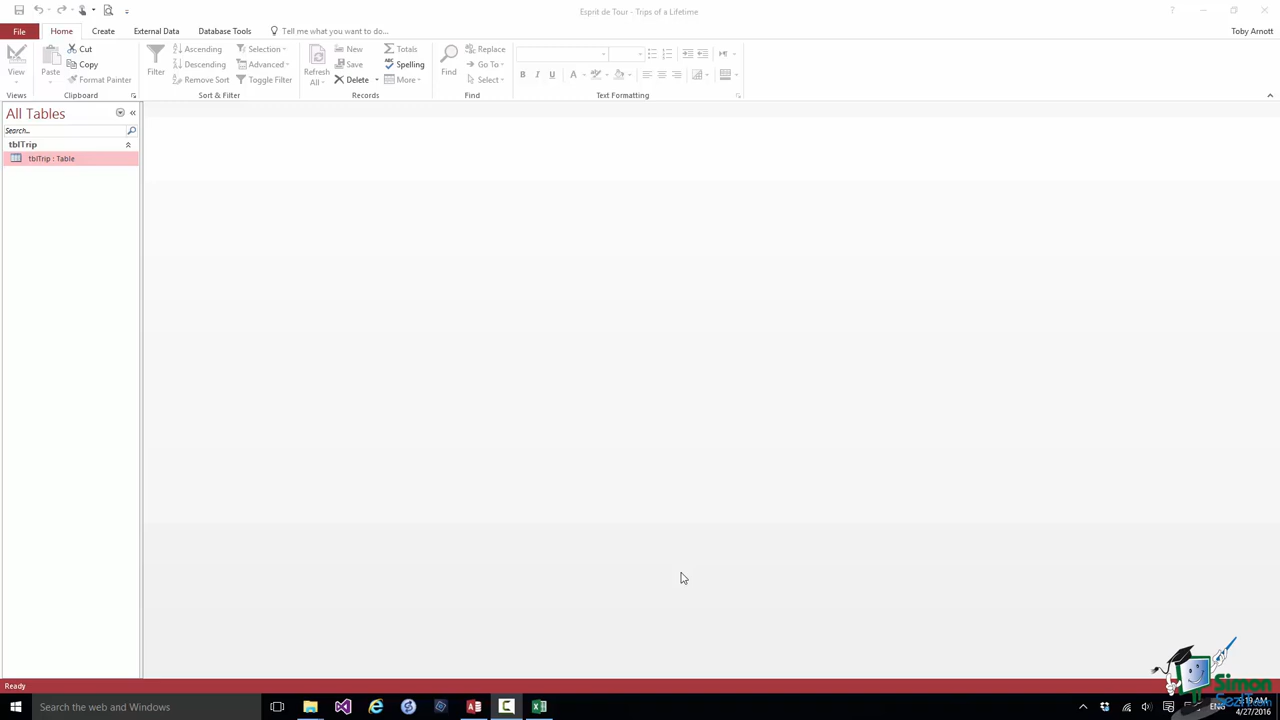 Esprit de Tour - Trips of a Lifetime
File Home Create External Data Database Tools Tell me what you want to do... Toby Arnott
View Paste Cut Copy Format Painter Filter Ascending Descending Remove Sort Selection Advanced Toggle Filter Refresh All New Save Delete Totals Spelling More Find Replace Go To Select B I U A
Views Clipboard Sort & Filter Records Find Text Formatting
All Tables
Search...
tblTrip
tblTrip : Table
Ready
Simon
Search the web and Windows
4/27/2016